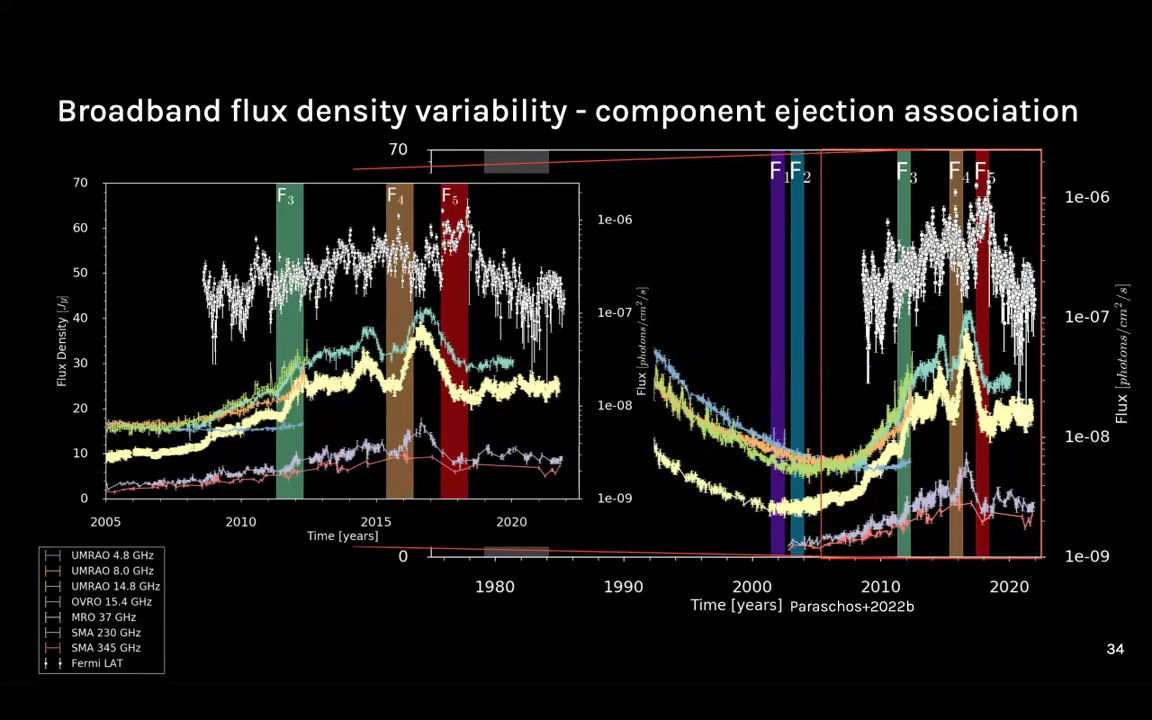 Broadband flux density variability - component ejection association
70
F1 F2 F3 F4 F5
1e-06
1e-07
1e-08
1e-09
Flux [photons/cm²/s]
0
1980 1990 2000 2010 2020
Time [years] Paraschos+2022b
F3 F4 F5
70
60
50
40
30
20
10
0
Flux Density [Jy]
1e-06
1e-07
1e-08
1e-09
Flux [photons/cm²/s]
2005 2010 2015 2020
Time [years]
UMRAO 4.8 GHz
UMRAO 8.0 GHz
UMRAO 14.8 GHz
OVRO 15.4 GHz
MRO 37 GHz
SMA 230 GHz
SMA 345 GHz
Fermi LAT
34